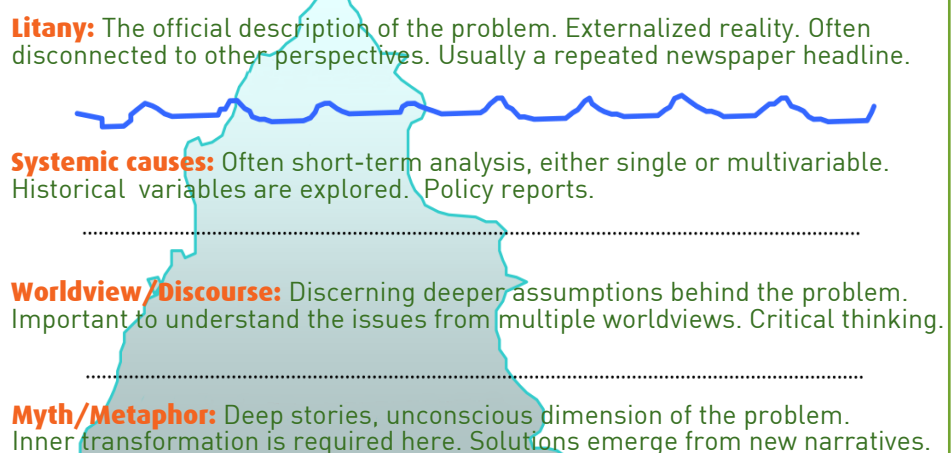 Litany: The official description of the problem. Externalized reality. Often
disconnected to other perspectives. Usually a repeated newspaper headline.
Systemic causes: Often short-term analysis, either single or multivariable.
Historical variables are explored. Policy reports.
Worldview/Discourse: Discerning deeper assumptions behind the problem.
Important to understand the issues from multiple worldviews. Critical thinking.
Myth/Metaphor: Deep stories, unconscious dimension of the problem.
Inner transformation is required here. Solutions emerge from new narratives.